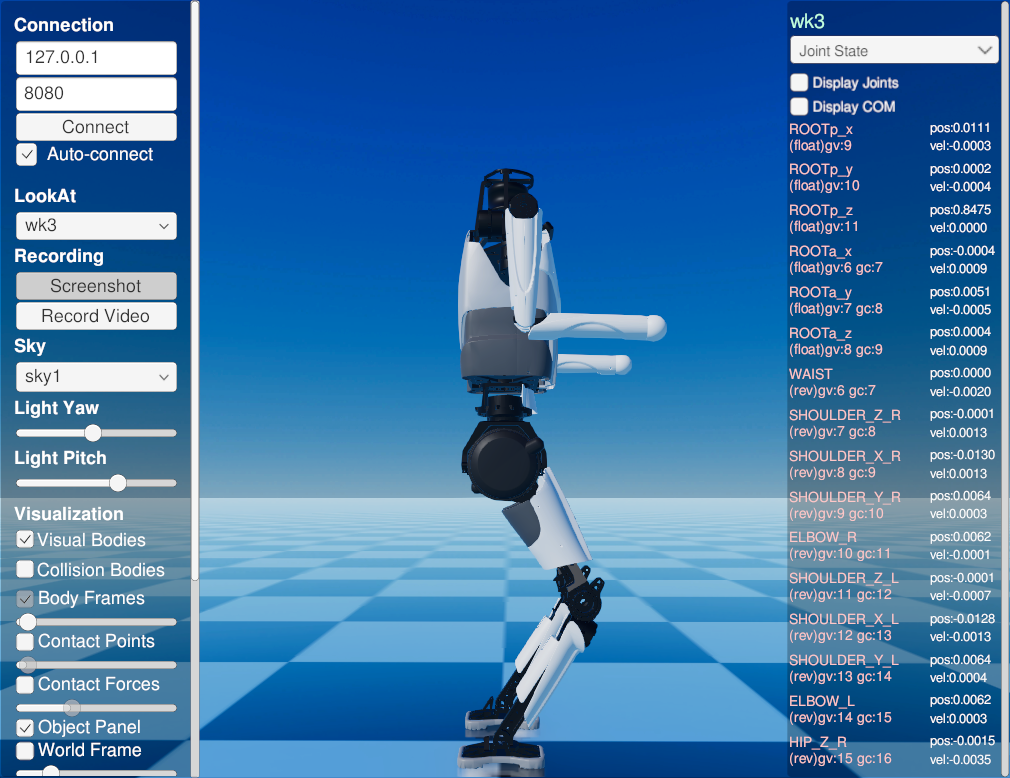 Connection
127.0.0.1
8080
Connect
Auto-connect
LookAt
wk3
Recording
Screenshot
Record Video
Sky
sky1
Light Yaw
Light Pitch
Visualization
Visual Bodies
Collision Bodies
Body Frames
Contact Points
Contact Forces
Object Panel
World Frame
wk3
Joint State
Display Joints
Display COM
ROOTp_x pos:0.0111
(float)gv:9 vel:-0.0003
ROOTp_y pos:0.0002
(float)gv:10 vel:-0.0004
ROOTp_z pos:0.8475
(float)gv:11 vel:0.0000
ROOTa_x pos:-0.0004
(float)gv:6 gc:7 vel:0.0009
ROOTa_y pos:0.0051
(float)gv:7 gc:8 vel:-0.0005
ROOTa_z pos:0.0004
(float)gv:8 gc:9 vel:0.0009
WAIST pos:0.0000
(rev)gv:6 gc:7 vel:-0.0020
SHOULDER_Z_R pos:-0.0001
(rev)gv:7 gc:8 vel:0.0013
SHOULDER_X_R pos:-0.0130
(rev)gv:8 gc:9 vel:0.0013
SHOULDER_Y_R pos:0.0064
(rev)gv:9 gc:10 vel:0.0003
ELBOW_R pos:0.0062
(rev)gv:10 gc:11 vel:-0.0001
SHOULDER_Z_L pos:-0.0001
(rev)gv:11 gc:12 vel:-0.0007
SHOULDER_X_L pos:-0.0128
(rev)gv:12 gc:13 vel:-0.0013
SHOULDER_Y_L pos:0.0064
(rev)gv:13 gc:14 vel:0.0004
ELBOW_L pos:0.0062
(rev)gv:14 gc:15 vel:0.0003
HIP_Z_R pos:-0.0015
(rev)gv:15 gc:16 vel:-0.0035